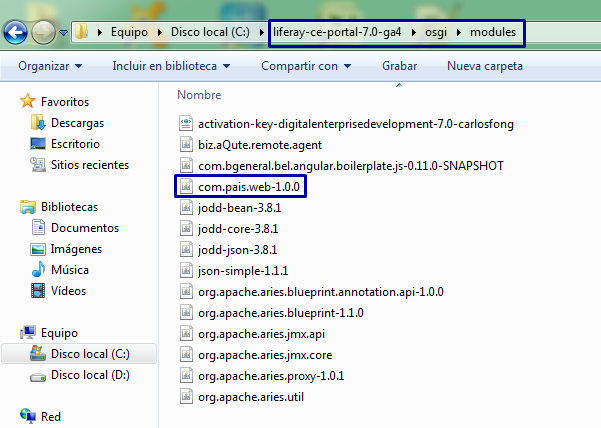 Equipo Disco local (C:) liferay-ce-portal-7.0-ga4 osgi modules
Organizar Incluir en biblioteca Compartir con Grabar Nueva carpeta
Favoritos
Descargas
Escritorio
Sitios recientes
Bibliotecas
Documentos
Imágenes
Música
Vídeos
Equipo
Disco local (C:)
Disco local (D:)
Red
Nombre
activation-key-digitalenterprisedevelopment-7.0-carlosfong
biz.aQute.remote.agent
com.bgeneral.bel.angular.boilerplate.js-0.11.0-SNAPSHOT
com.pais.web-1.0.0
jodd-bean-3.8.1
jodd-core-3.8.1
jodd-json-3.8.1
json-simple-1.1.1
org.apache.aries.blueprint.annotation.api-1.0.0
org.apache.aries.blueprint-1.1.0
org.apache.aries.jmx.api
org.apache.aries.jmx.core
org.apache.aries.proxy-1.0.1
org.apache.aries.util